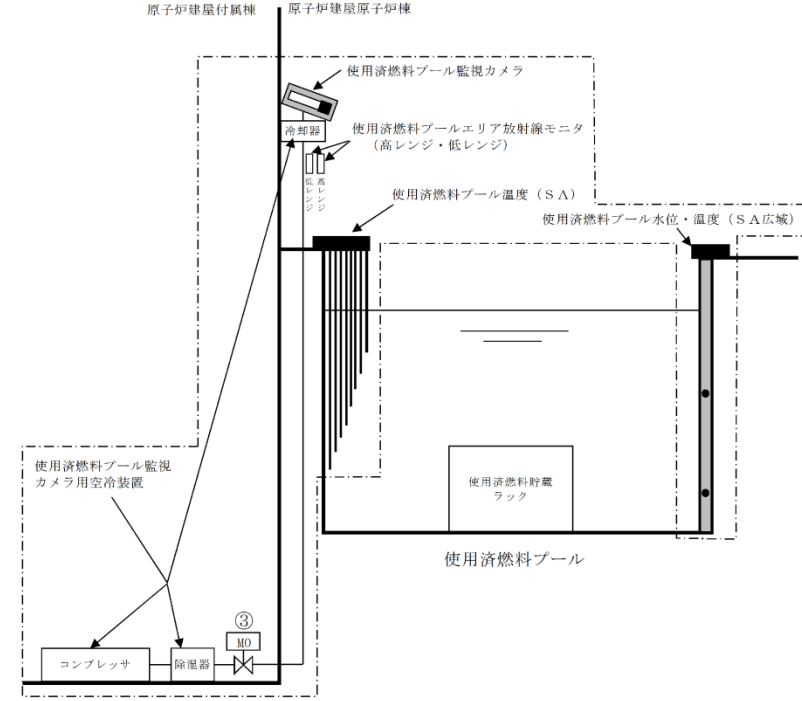 原子炉建屋付属棟
原子炉建屋原子炉棟
使用済燃料プール監視カメラ
冷却器
使用済燃料プールエリア放射線モニタ
（高レンジ・低レンジ）
低レンジ
高レンジ
使用済燃料プール温度（ＳＡ）
使用済燃料プール水位・温度（ＳＡ広域）
使用済燃料プール監視
カメラ用空冷装置
使用済燃料貯蔵
ラック
使用済燃料プール
③
MO
コンプレッサ
除湿器